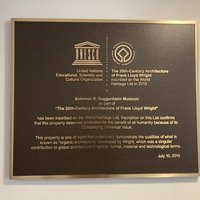 United Nations
Educational, Scientific and
Cultural Organization
The 20th-Century Architecture
of Frank Lloyd Wright
Inscribed on the World
Heritage List in 2019
Solomon R. Guggenheim Museum
as part of
"The 20th-Century Architecture of Frank Lloyd Wright"
has been inscribed on the World Heritage List. Inscription on this List confirms
that this property deserves protection for the benefit of all humanity because of its
Outstanding Universal Value.
This property is one of eight that collectively demonstrate the qualities of what is
known as "organic architecture" developed by Wright, which was a singular
contribution to global architecture in spatial, formal, material and technological terms.
July 10, 2019